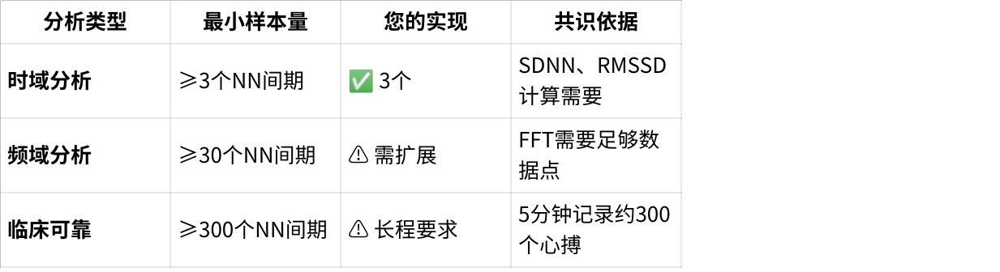 分析类型 最小样本量 您的实现 共识依据
时域分析 ⩾3个NN间期 ✅ 3个 SDNN、RMSSD
计算需要
频域分析 ⩾30个NN间期 ⚠ 需扩展 FFT需要足够数
据点
临床可靠 ⩾300个NN间期 ⚠ 长程要求 5分钟记录约300
个心搏